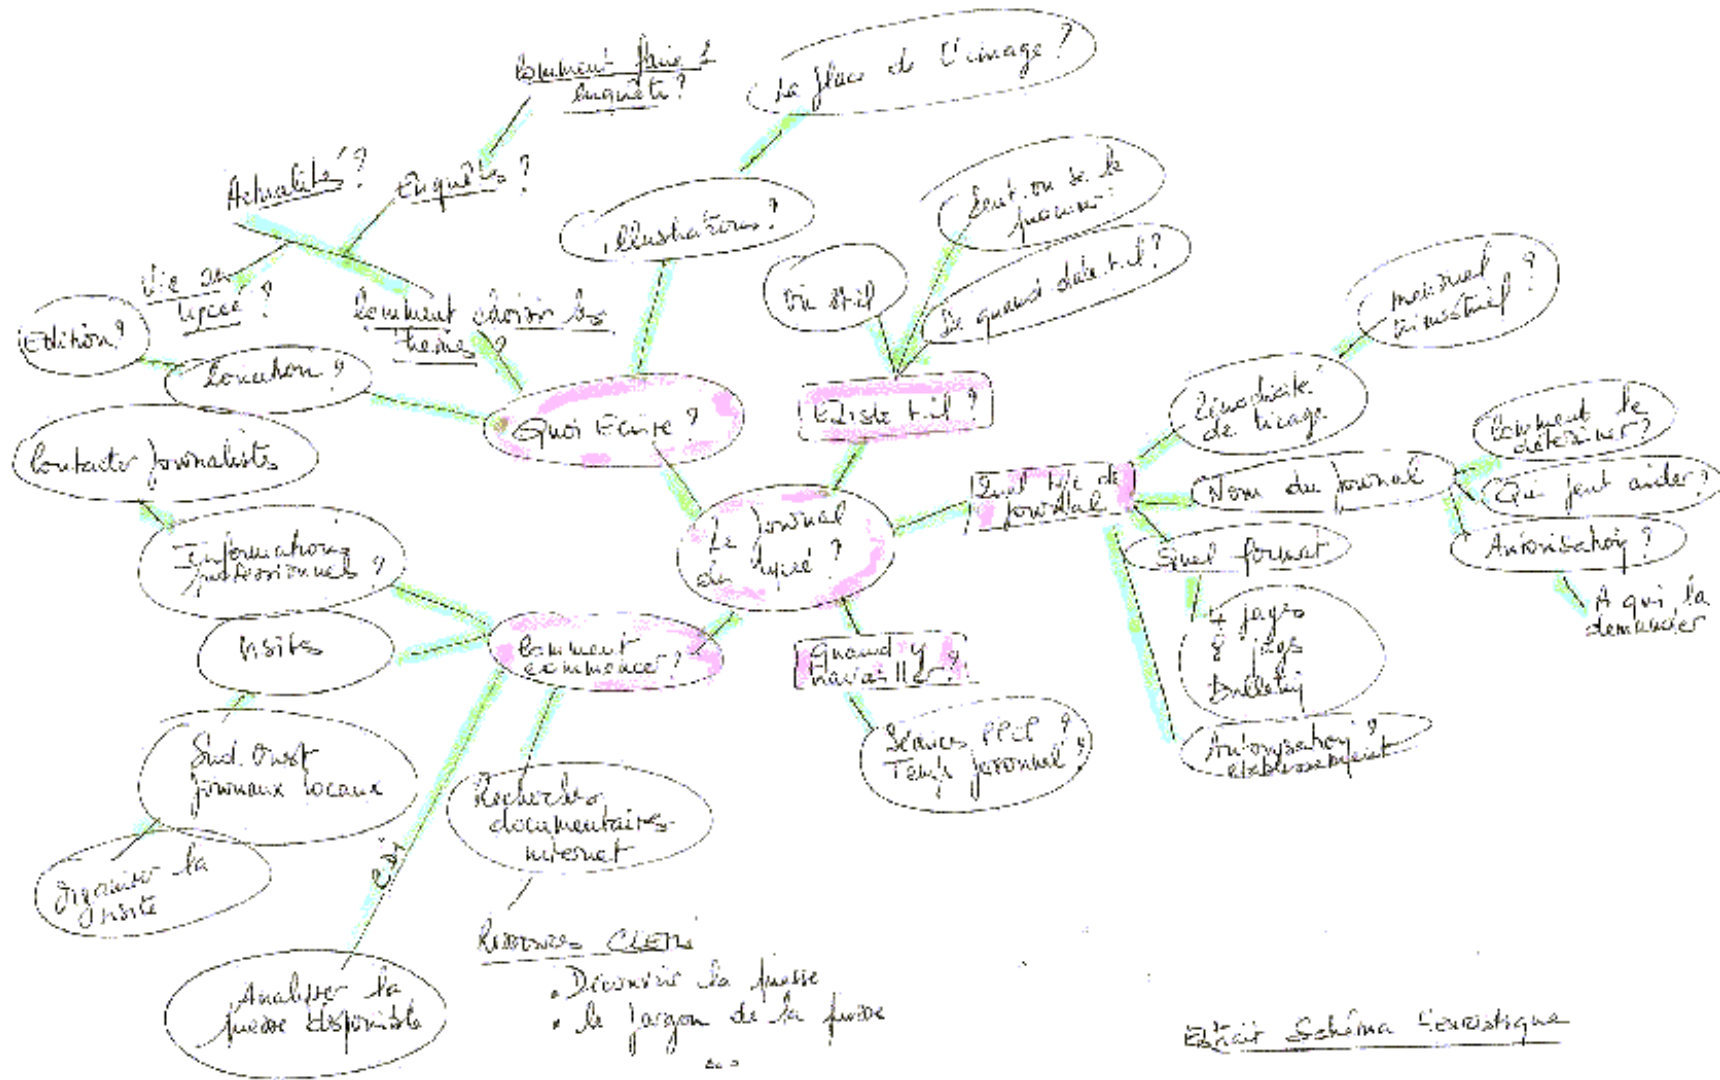 Comment faire 1
enquête ?
La place de l'image ?
Actualités ?
Enquêtes ?
Illustrations ?
Peut-on se le
procurer
De quand date t-il ?
Où est-il
Vie au
lycée ?
Comment choisir les
thèmes ?
Edition ?
mensuel
trimestriel ?
Quoi Ecrire ?
Existe t-il ?
Périodicité
de tirage
Comment le
déterminer ?
Contacter journalistes
Quel type de
journal
Nom du journal
Qui peut aider ?
Le journal
du lycée ?
Informations
professionnels ?
Quel format
Autorisation ?
A qui la
demander
4 pages
8 pages
Bulletin
Visites
Comment
commencer ?
Quand y
travailler ?
Séances PPCP ?
Temps personnel ?
Autorisation ?
établissement
Sud-Ouest
journaux locaux
Recherches
documentaires
internet
Organiser la
visite
CDI
Ressources CLEMI
• Découvrir la presse
• le jargon de la presse
...
Analyser la
presse disponible
Extrait Schéma heuristique